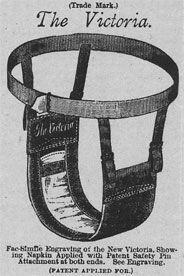 (Trade Mark.)
The Victoria.
The Victoria
Fac-Simile Engraving of the New Victoria, Show-
ing Napkin Applied with Patent Safety Pin
Attachment at both ends. See Engraving.
(PATENT APPLIED FOR.)